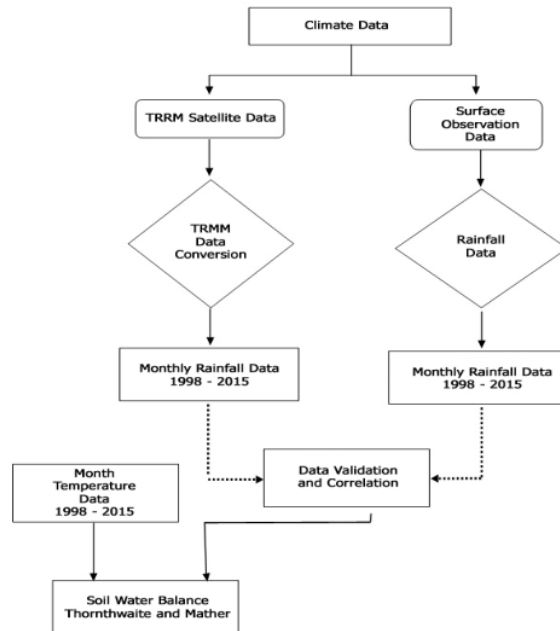 Climate Data
TRRM Satellite Data
Surface
Observation
Data
TRMM
Data
Conversion
Rainfall
Data
Monthly Rainfall Data
1998 - 2015
Monthly Rainfall Data
1998 - 2015
Month
Temperature
Data
1998 - 2015
Data Validation
and Correlation
Soil Water Balance
Thornthwaite and Mather